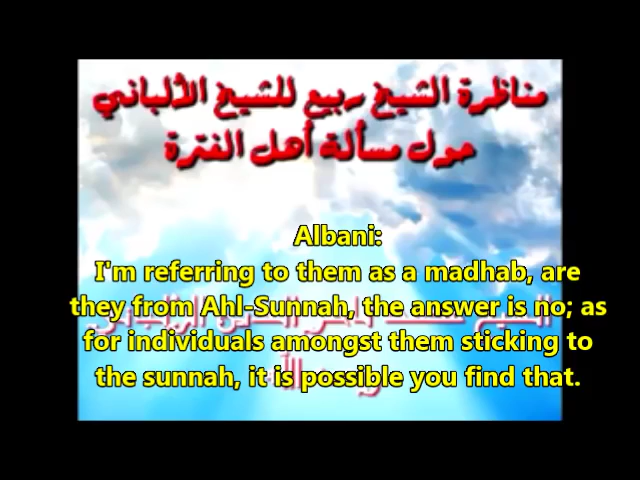 مناظرة الشيخ ربيع للشيخ الألباني
حول مسألة أهل الفترة
Albani:
I'm referring to them as a madhab, are
they from Ahl-Sunnah, the answer is no; as
for individuals amongst them sticking to
the sunnah, it is possible you find that.